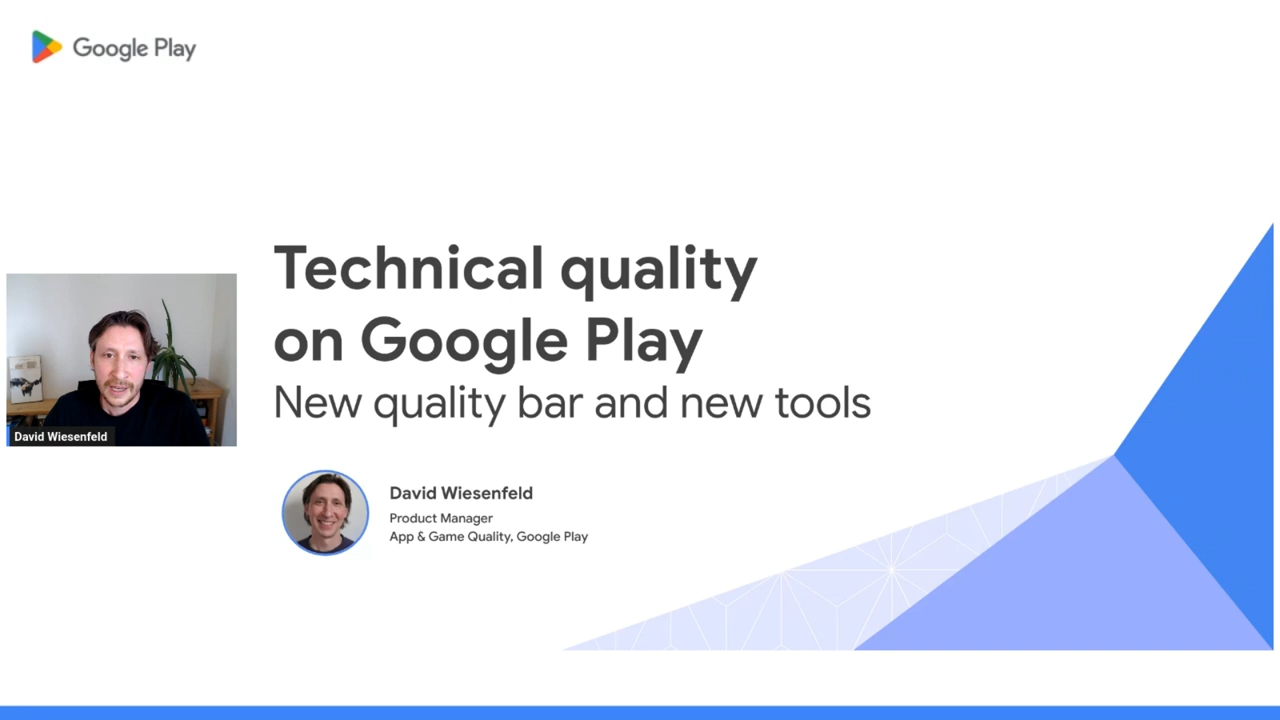 Google Play
Technical quality
on Google Play
New quality bar and new tools
David Wiesenfeld
David Wiesenfeld
Product Manager
App & Game Quality, Google Play